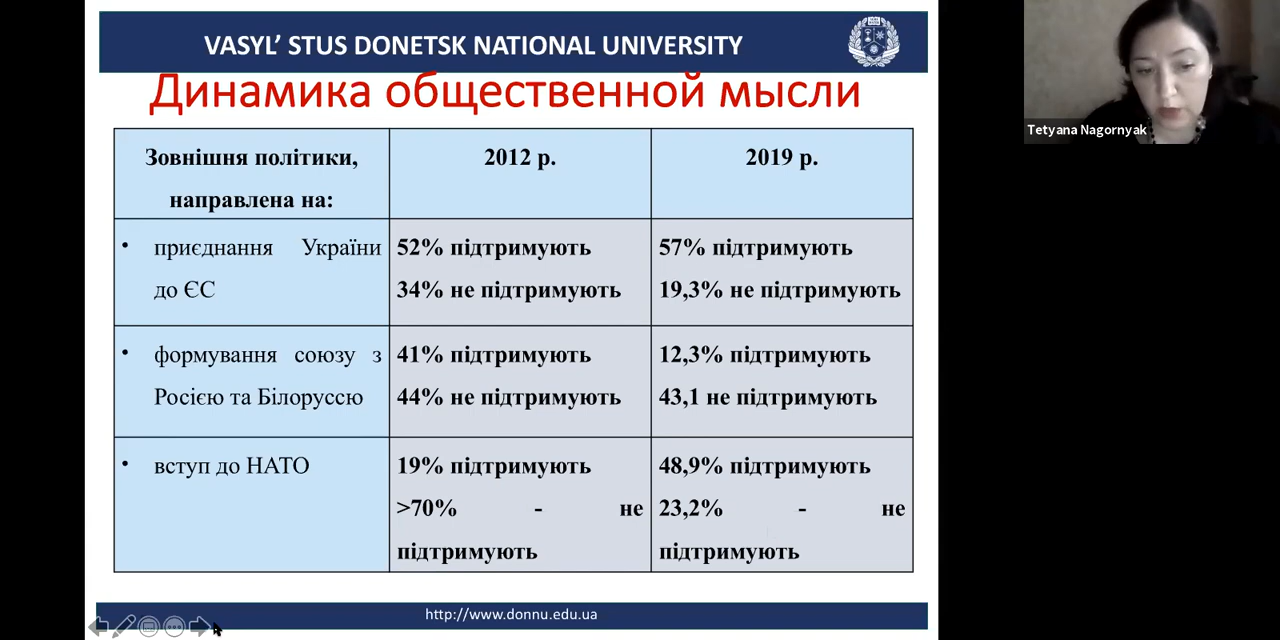 VASYL’ STUS DONETSK NATIONAL UNIVERSITY
Динамика общественной мысли
Зовнішня політики,
направлена на:
2012 р.
2019 р.
• приєднання України
до ЄС
52% підтримують
34% не підтримують
57% підтримують
19,3% не підтримують
• формування союзу з
Росією та Білоруссю
41% підтримують
44% не підтримують
12,3% підтримують
43,1 не підтримують
• вступ до НАТО
19% підтримують
>70% - не
підтримують
48,9% підтримують
23,2% - не
підтримують
http://www.donnu.edu.ua
Tetyana Nagornyak